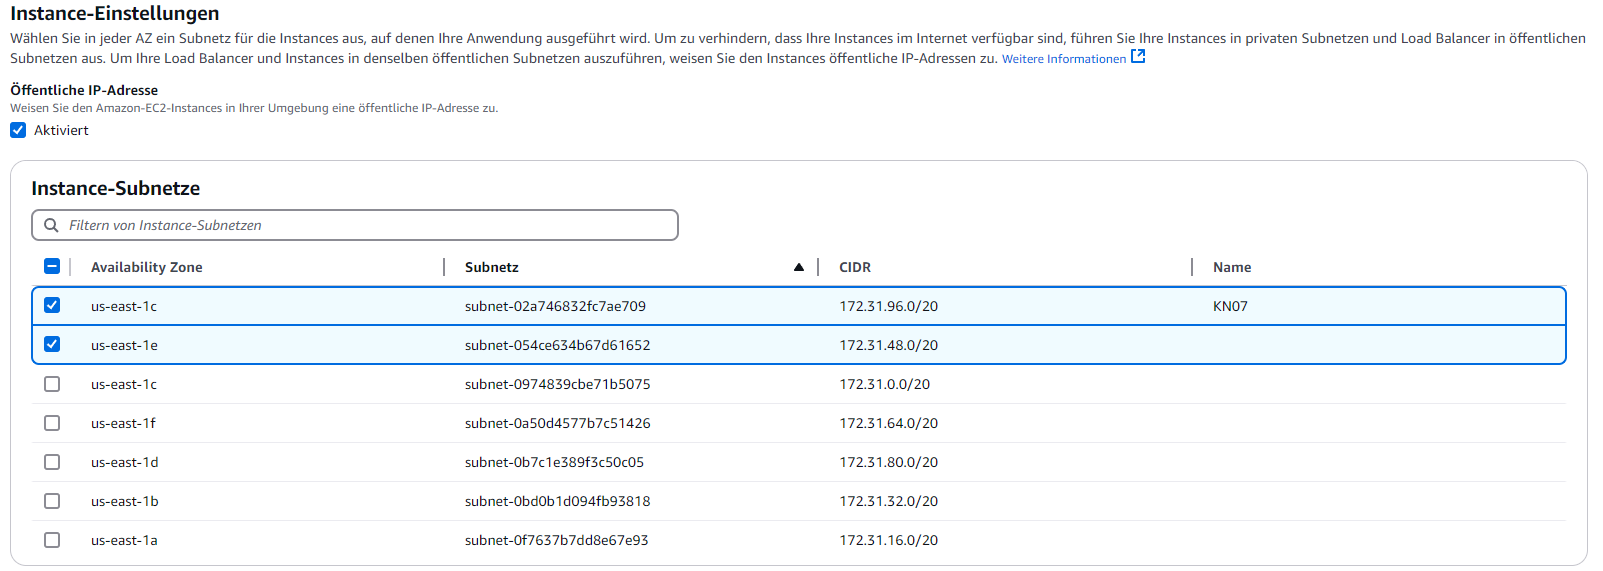 Instance-Einstellungen
Wählen Sie in jeder AZ ein Subnetz für die Instances aus, auf denen Ihre Anwendung ausgeführt wird. Um zu verhindern, dass Ihre Instances im Internet verfügbar sind, führen Sie Ihre Instances in privaten Subnetzen und Load Balancer in öffentlichen
Subnetzen aus. Um Ihre Load Balancer und Instances in denselben öffentlichen Subnetzen auszuführen, weisen Sie den Instances öffentliche IP-Adressen zu. Weitere Informationen
Öffentliche IP-Adresse
Weisen Sie den Amazon-EC2-Instances in Ihrer Umgebung eine öffentliche IP-Adresse zu.
Aktiviert
Instance-Subnetze
Filtern von Instance-Subnetzen
Availability Zone Subnetz CIDR Name
us-east-1c subnet-02a746832fc7ae709 172.31.96.0/20 KN07
us-east-1e subnet-054ce634b67d61652 172.31.48.0/20
us-east-1c subnet-0974839cbe71b5075 172.31.0.0/20
us-east-1f subnet-0a50d4577b7c51426 172.31.64.0/20
us-east-1d subnet-0b7c1e389f3c50c05 172.31.80.0/20
us-east-1b subnet-0bd0b1d094fb93818 172.31.32.0/20
us-east-1a subnet-0f7637b7dd8e67e93 172.31.16.0/20